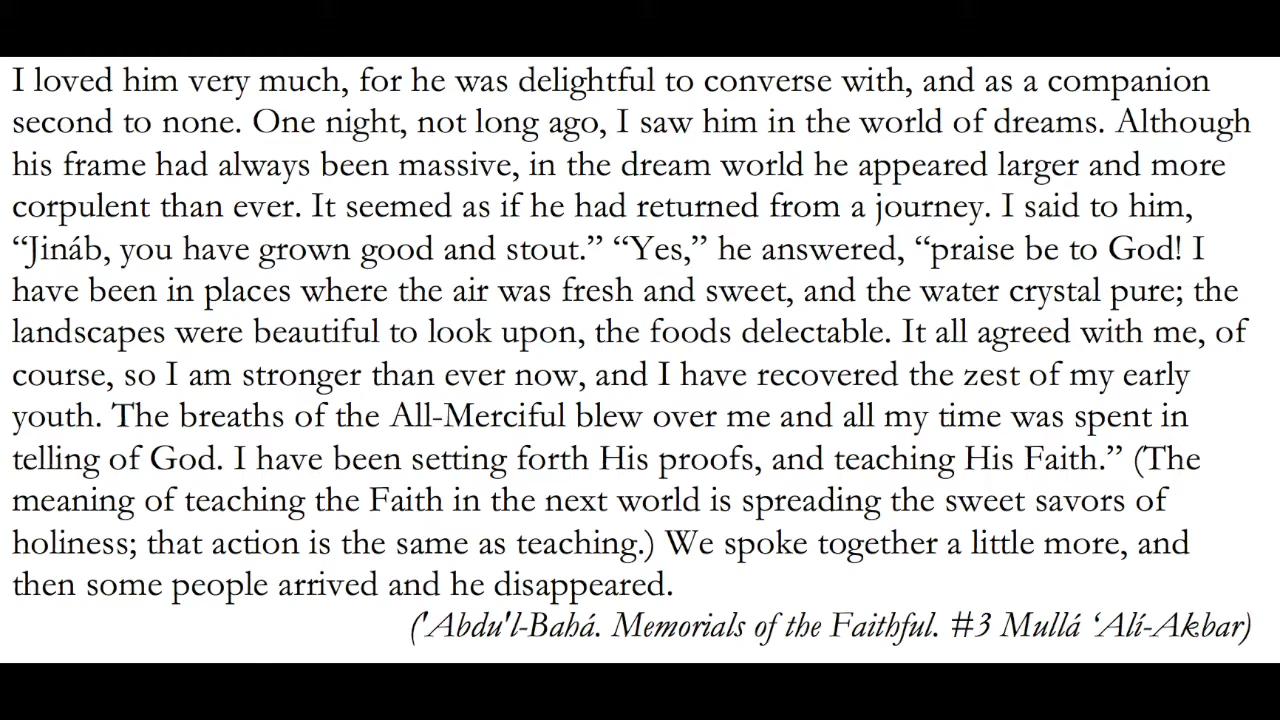 I loved him very much, for he was delightful to converse with, and as a companion
second to none. One night, not long ago, I saw him in the world of dreams. Although
his frame had always been massive, in the dream world he appeared larger and more
corpulent than ever. It seemed as if he had returned from a journey. I said to him,
“Jináb, you have grown good and stout.” “Yes,” he answered, “praise be to God! I
have been in places where the air was fresh and sweet, and the water crystal pure; the
landscapes were beautiful to look upon, the foods delectable. It all agreed with me, of
course, so I am stronger than ever now, and I have recovered the zest of my early
youth. The breaths of the All-Merciful blew over me and all my time was spent in
telling of God. I have been setting forth His proofs, and teaching His Faith.” (The
meaning of teaching the Faith in the next world is spreading the sweet savors of
holiness; that action is the same as teaching.) We spoke together a little more, and
then some people arrived and he disappeared.
('Abdu'l-Bahá. Memorials of the Faithful. #3 Mullá ‘Alí-Akbar)